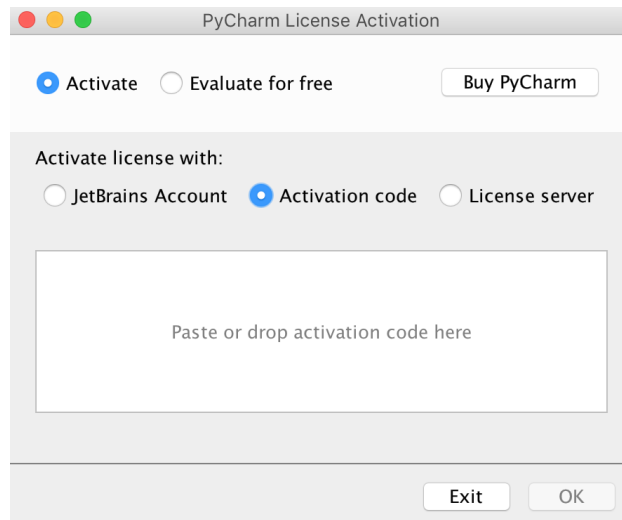 PyCharm License Activation
Activate Evaluate for free Buy PyCharm
Activate license with:
JetBrains Account Activation code License server
Paste or drop activation code here
Exit OK